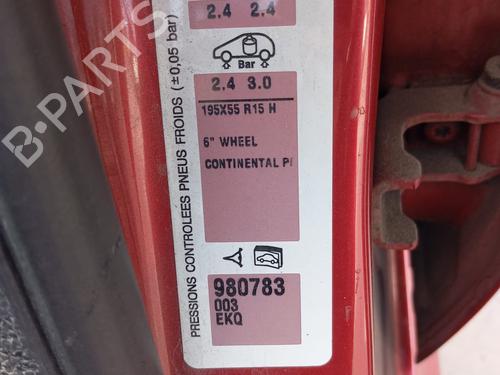 2.4 2.4
Bar
2.4 3.0
195X55 R15 H
6" WHEEL
CONTINENTAL
980783
003
EKQ
PRESSIONS CONTROLEES PNEUS FROIDS (±0,05 bar)
B-PARTS